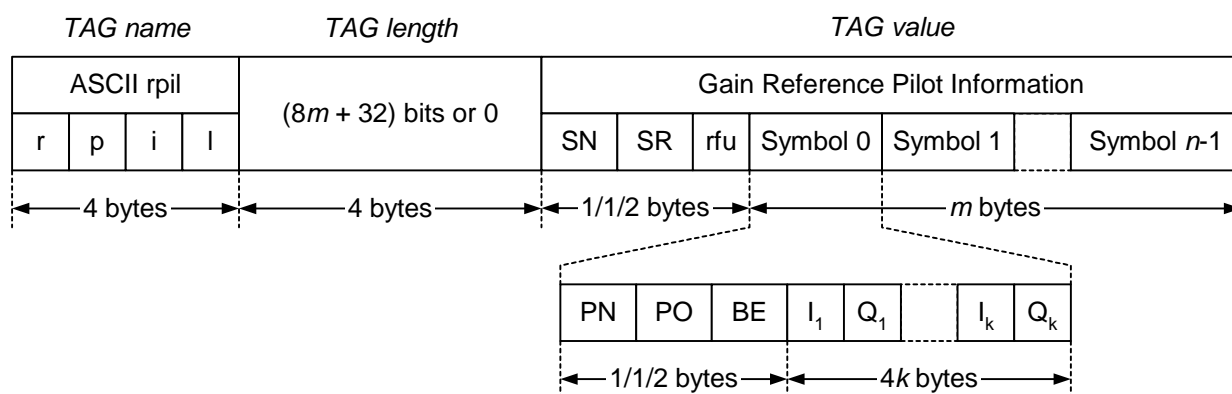 TAG name TAG length TAG value
ASCII rpil (8m + 32) bits or 0 Gain Reference Pilot Information
r p i l SN SR rfu Symbol 0 Symbol 1 Symbol n-1
4 bytes 4 bytes 1/1/2 bytes m bytes
PN PO BE I1 Q1 Ik Qk
1/1/2 bytes 4k bytes